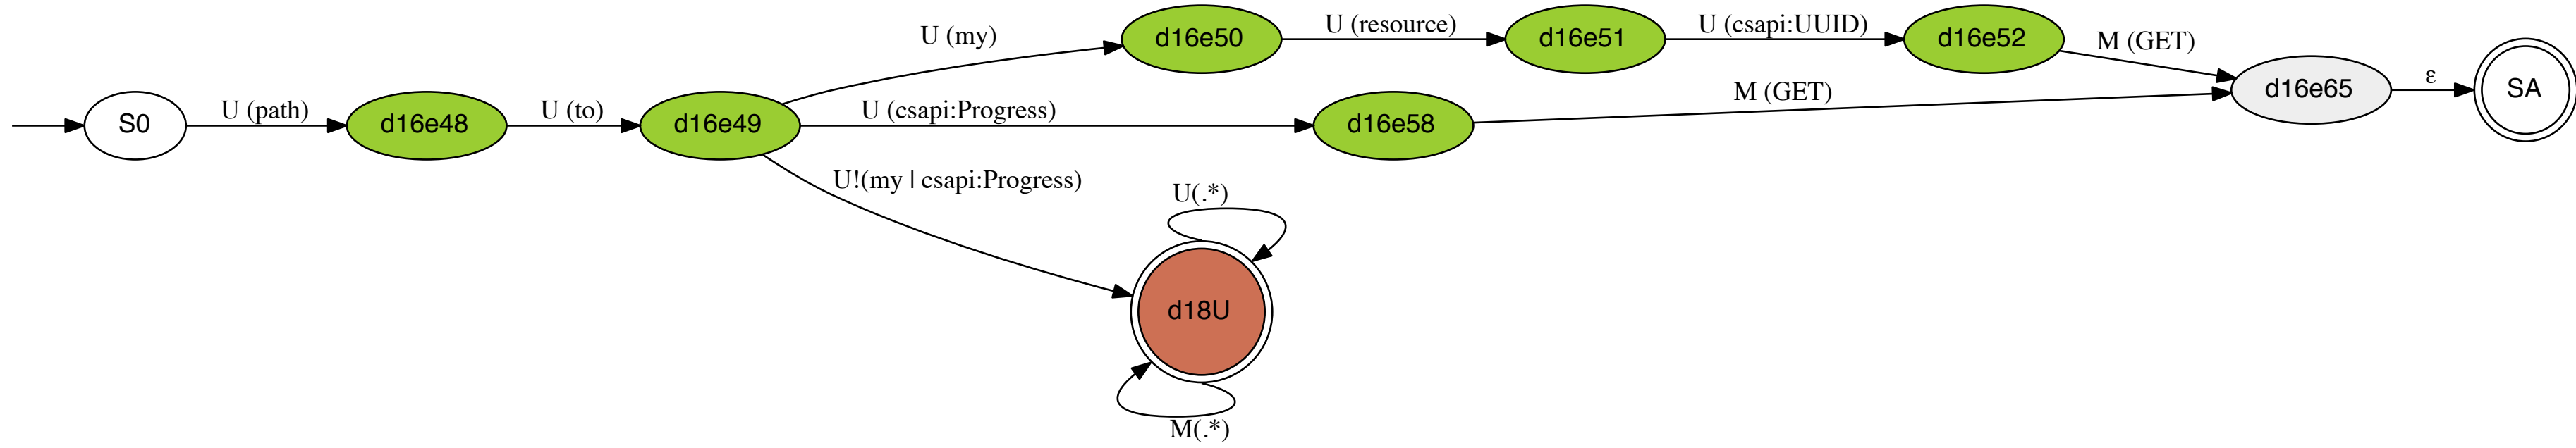 S0
U (path)
d16e48
U (to)
d16e49
U (my)
d16e50
U (resource)
d16e51
U (csapi:UUID)
d16e52
M (GET)
U (csapi:Progress)
d16e58
M (GET)
d16e65
ε
SA
U!(my | csapi:Progress)
U(.*)
d18U
M(.*)